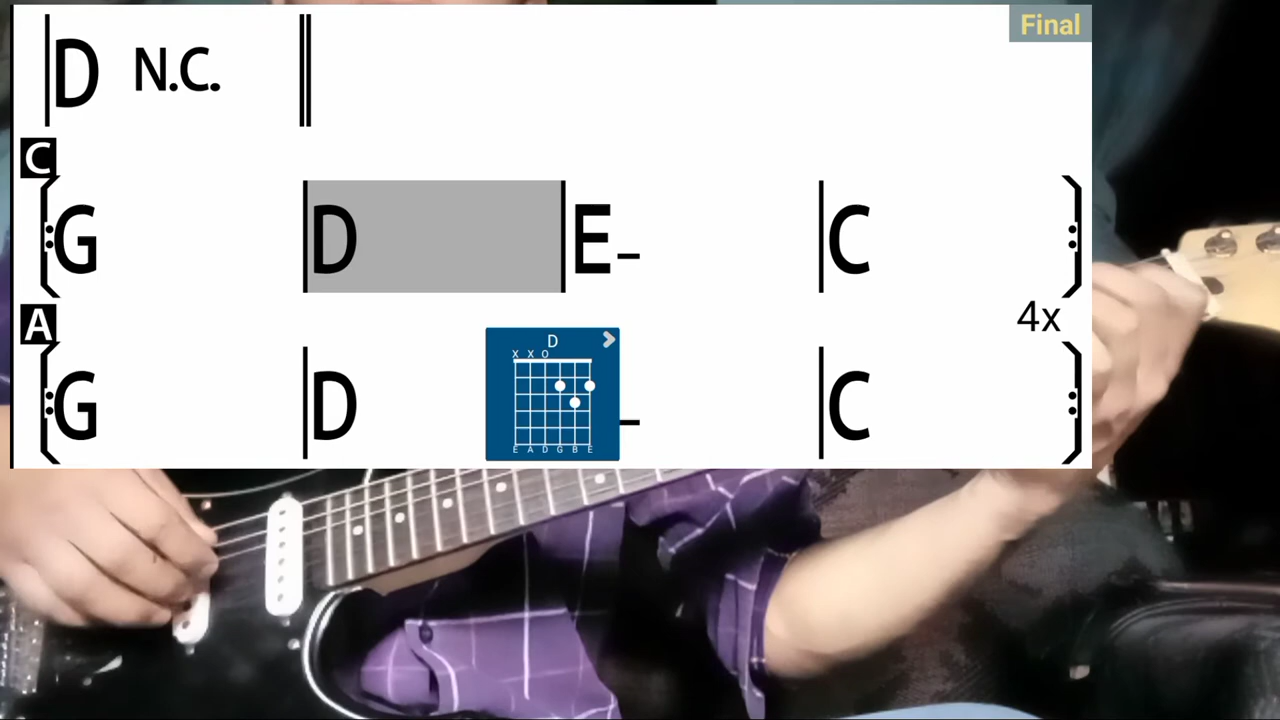 Final
D N.C.
C
G D E- C
A
4x
G D - C
D
X X O
E A D G B E